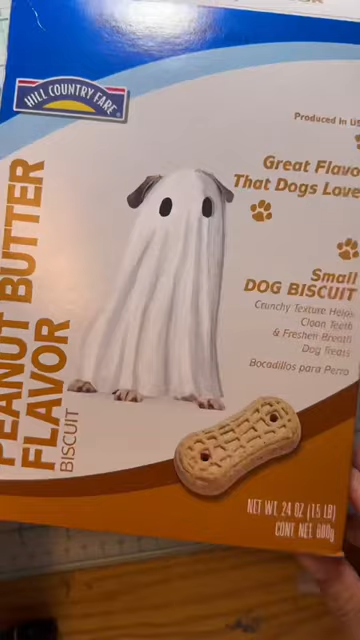 HILL COUNTRY FARE
Produced in US
Great Flavo
That Dogs Love
PEANUT BUTTER
FLAVOR
BISCUIT
Small
DOG BISCUIT
Crunchy Texture Helps
Clean Teeth
& Freshen Breath
Dog Treats
Bocadillos para Perro
NET WT. 24 OZ (1.5 LB)
CONT. NET 680g